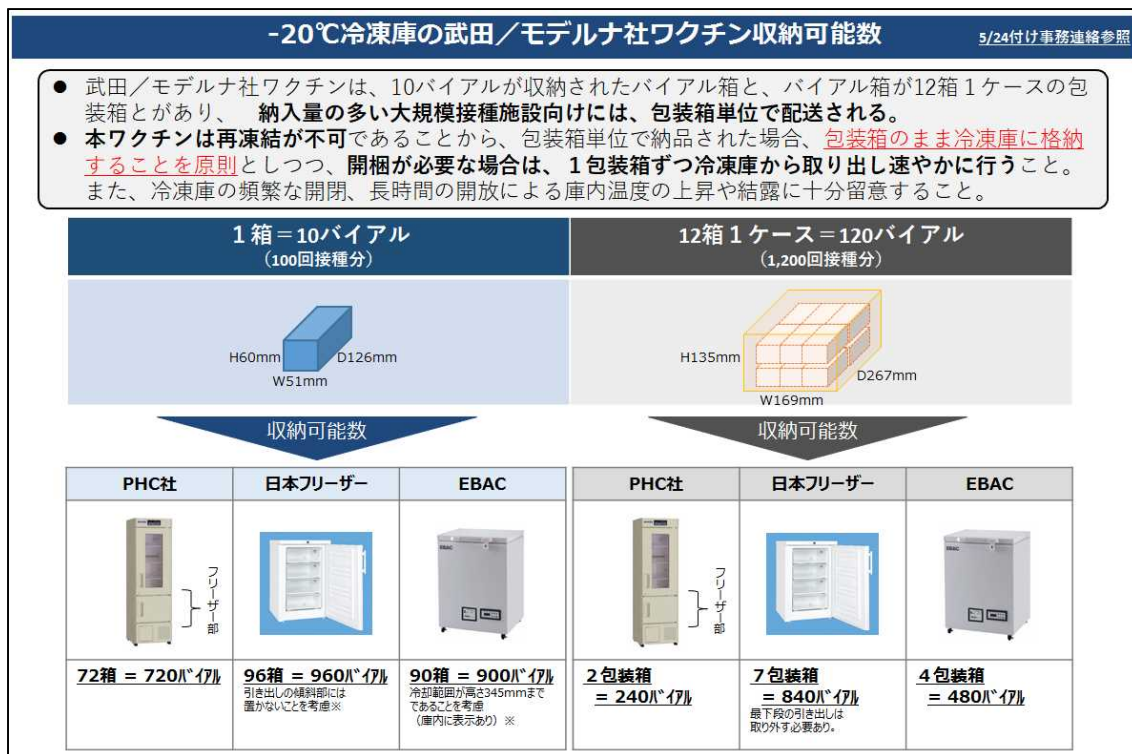 -20℃冷凍庫の武田／モデルナ社ワクチン収納可能数
5/24付け事務連絡参照
● 武田／モデルナ社ワクチンは、10バイアルが収納されたバイアル箱と、バイアル箱が12箱１ケースの包
装箱とがあり、 納入量の多い大規模接種施設向けには、包装箱単位で配送される。
● 本ワクチンは再凍結が不可であることから、包装箱単位で納品された場合、包装箱のまま冷凍庫に格納
することを原則としつつ、開梱が必要な場合は、１包装箱ずつ冷凍庫から取り出し速やかに行うこと。
また、冷凍庫の頻繁な開閉、長時間の開放による庫内温度の上昇や結露に十分留意すること。
１箱＝10バイアル
（100回接種分）
12箱１ケース＝120バイアル
（1,200回接種分）
H60mm
D126mm
W51mm
H135mm
D267mm
W169mm
収納可能数
収納可能数
PHC社
日本フリーザー
EBAC
PHC社
日本フリーザー
EBAC
フリーザー部
EBAC
フリーザー部
EBAC
72箱 = 720ﾊﾞｲｱﾙ
96箱 = 960ﾊﾞｲｱﾙ
引き出しの傾斜部には
置かないことを考慮※
90箱 = 900ﾊﾞｲｱﾙ
冷却範囲が高さ345mmまで
であることを考慮
（庫内に表示あり）※
２包装箱
= 240ﾊﾞｲｱﾙ
７包装箱
= 840ﾊﾞｲｱﾙ
最下段の引き出しは
取り外す必要あり。
４包装箱
= 480ﾊﾞｲｱﾙ